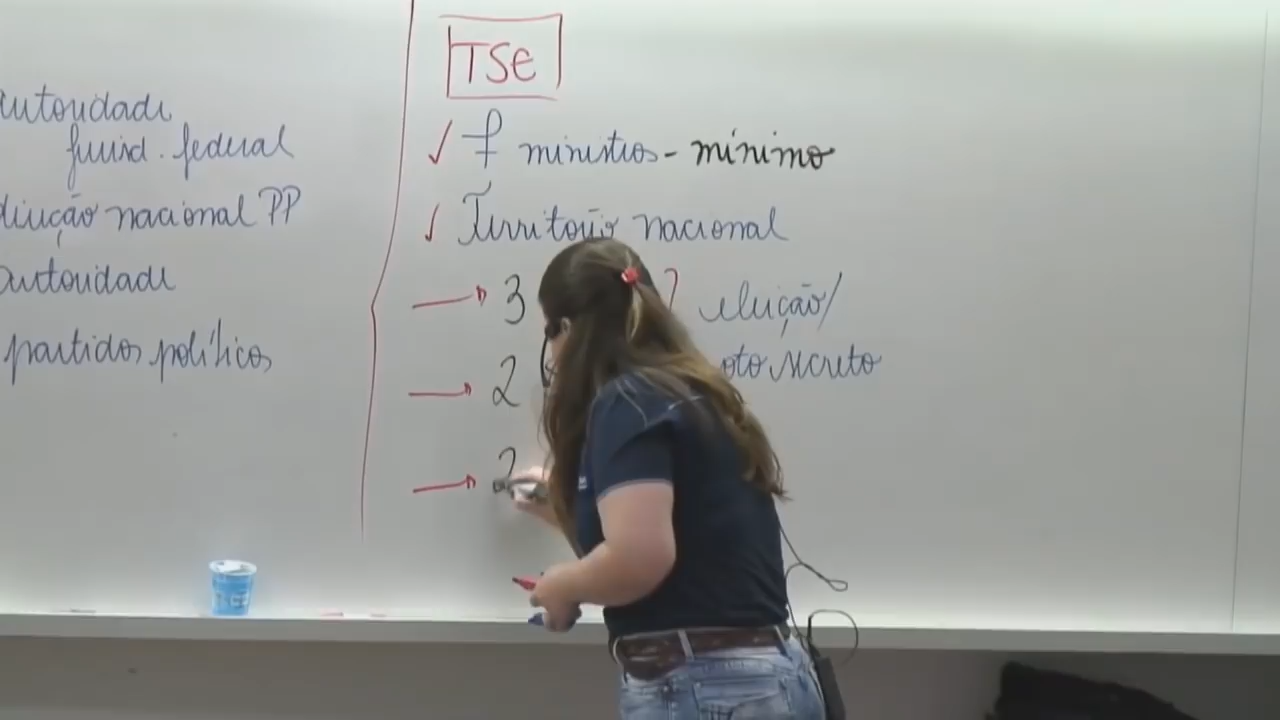 autoridade
jurisd. federal
direção nacional PP
autoridade
partidos políticos
TSE
7 ministros - mínimo
Território nacional
3 eleição/
2 voto secreto
2